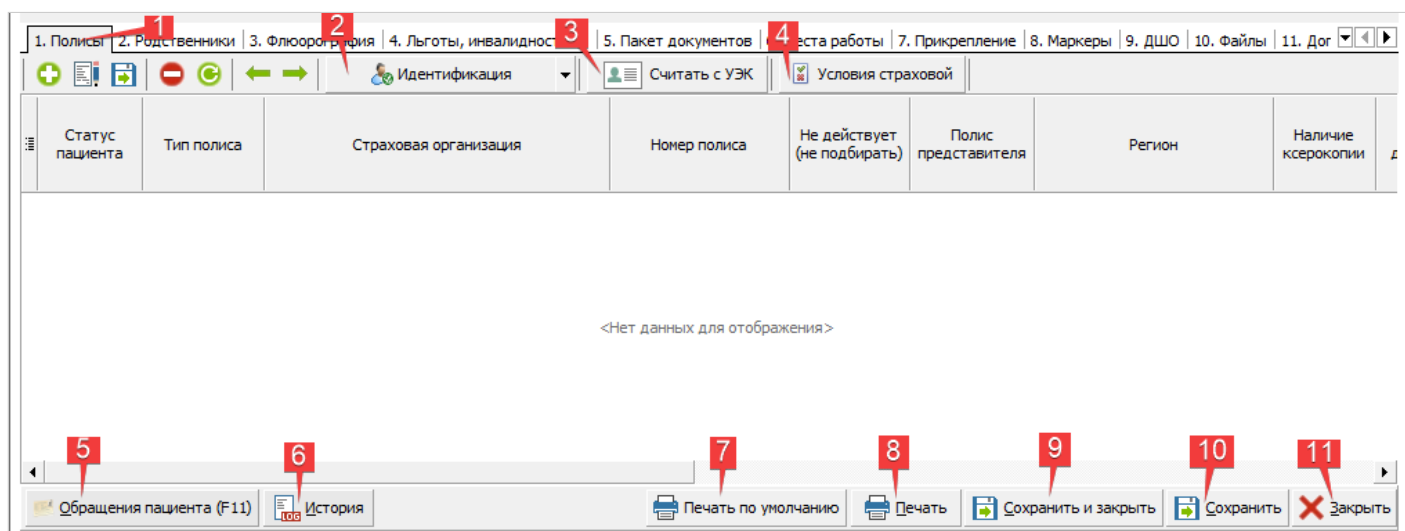 1 2 3 4
1. Полисы 2. Родственники 3. Флюорография 4. Льготы, инвалидност 5. Пакет документов еста работы 7. Прикрепление 8. Маркеры 9. ДШО 10. Файлы 11. Дог
Идентификация Считать с УЭК Условия страховой
Статус пациента Тип полиса Страховая организация Номер полиса Не действует (не подбирать) Полис представителя Регион Наличие ксерокопии д
<Нет данных для отображения>
5 6 7 8 9 10 11
Обращения пациента (F11) LOG История Печать по умолчанию Печать Сохранить и закрыть Сохранить Закрыть